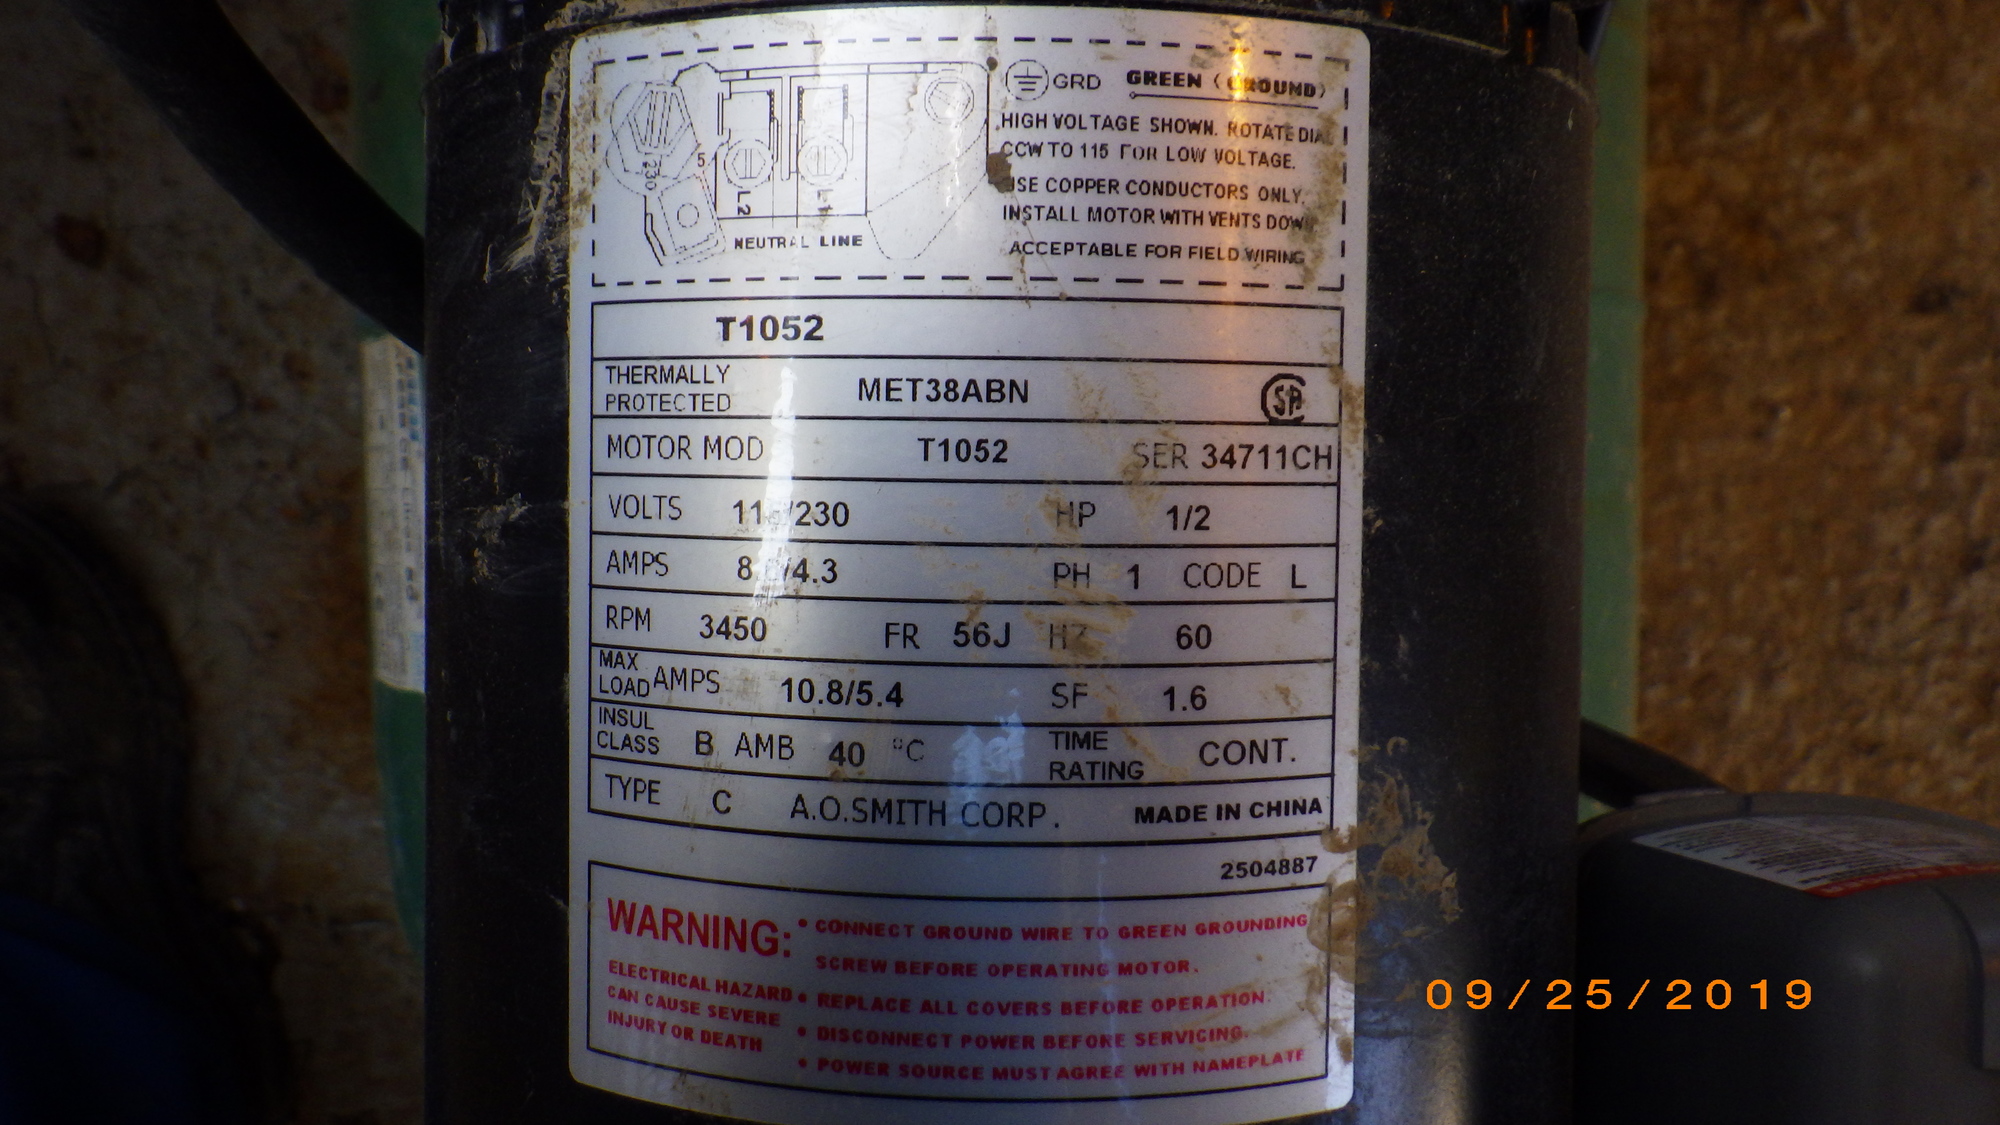 GRD GREEN (GROUND)
HIGH VOLTAGE SHOWN. ROTATE DIAL
CCW TO 115 FOR LOW VOLTAGE.
USE COPPER CONDUCTORS ONLY.
INSTALL MOTOR WITH VENTS DOWN
ACCEPTABLE FOR FIELD WIRING
230
L2 L1
NEUTRAL LINE
T1052
THERMALLY
PROTECTED MET38ABN
MOTOR MOD T1052 SER 34711CH
VOLTS 115/230 HP 1/2
AMPS PH 1 CODE L
RPM 3450 FR 56J HZ 60
MAX
LOAD AMPS 10.8/5.4 SF 1.6
INSUL
CLASS B AMB 40 °C TIME
RATING CONT.
TYPE C A.O.SMITH CORP. MADE IN CHINA
2504887
WARNING:
ELECTRICAL HAZARD
CAN CAUSE SEVERE
INJURY OR DEATH
• CONNECT GROUND WIRE TO GREEN GROUNDING
SCREW BEFORE OPERATING MOTOR.
• REPLACE ALL COVERS BEFORE OPERATION.
• DISCONNECT POWER BEFORE SERVICING.
• POWER SOURCE MUST AGREE WITH NAMEPLATE
09/25/2019